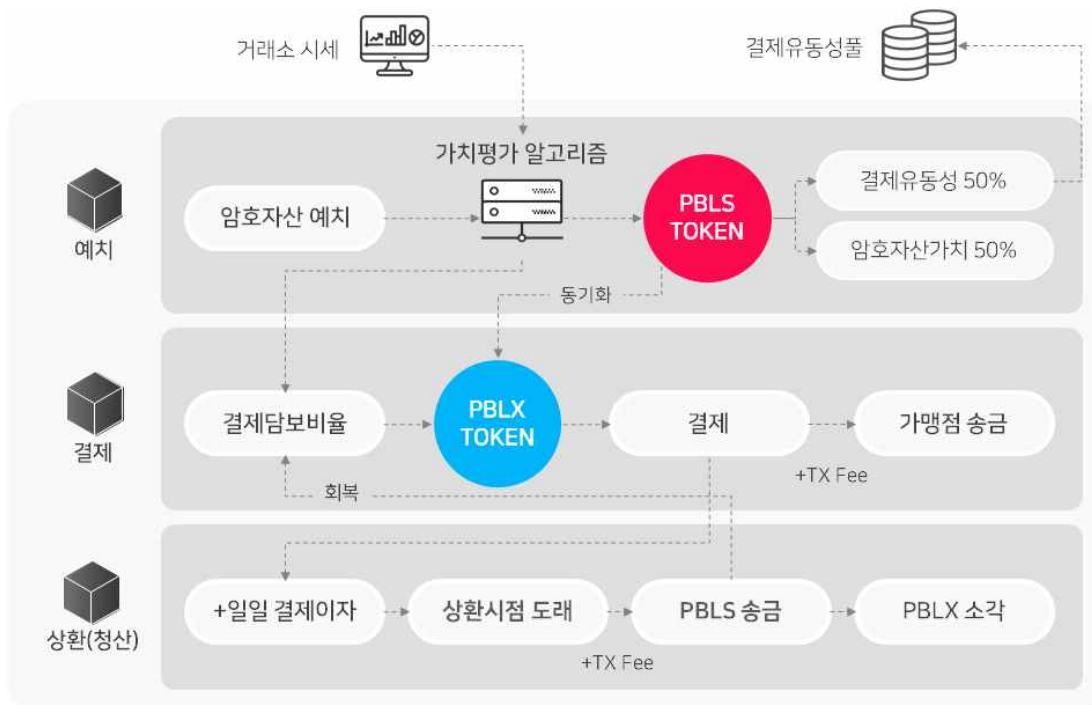 거래소 시세
결제유동성풀
가치평가 알고리즘
암호자산 예치
PBLS
TOKEN
결제유동성 50%
암호자산가치 50%
예치
동기화
결제담보비율
PBLX
TOKEN
결제
가맹점 송금
결제
+TX Fee
회복
+일일 결제이자
상환시점 도래
PBLS 송금
PBLX 소각
상환(청산)
+TX Fee